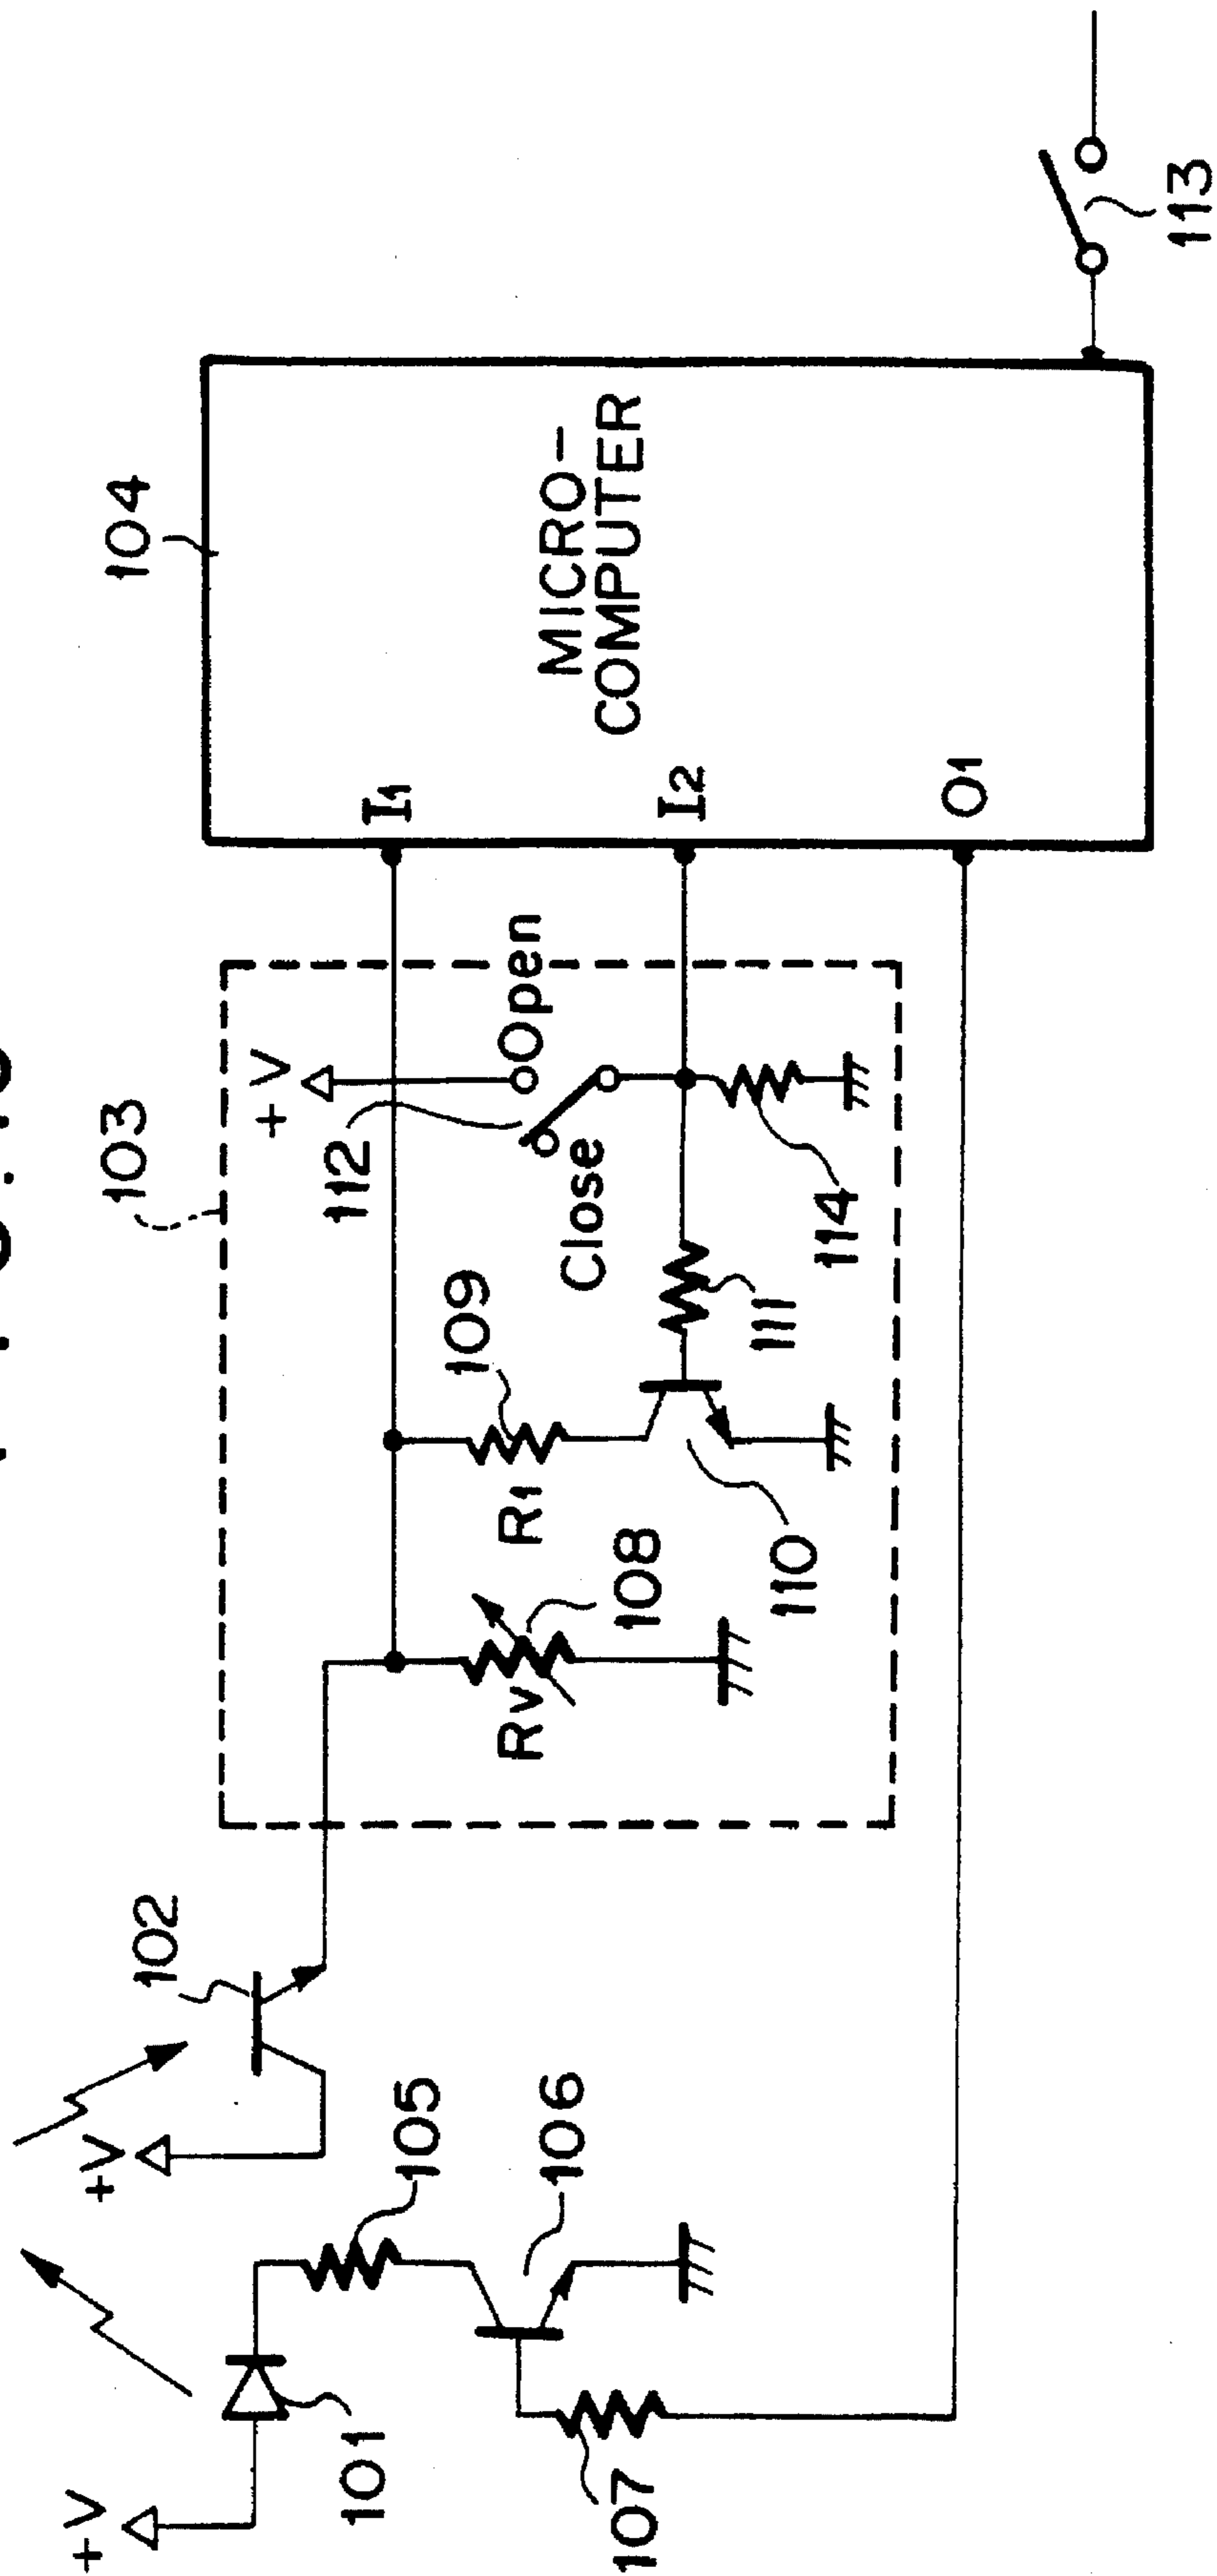 103
104
+V
I1
MICRO-
COMPUTER
112
Open
Close
I2
109
R1
Rv
108
110
111
114
O1
102
+V
105
106
+V
101
107
113